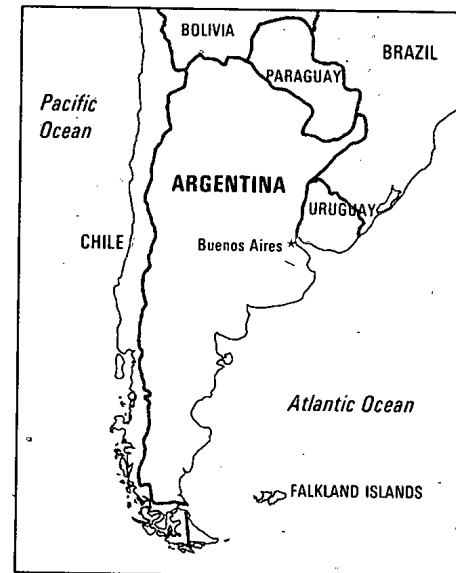 BOLIVIA
BRAZIL
PARAGUAY
Pacific
Ocean
ARGENTINA
URUGUAY
CHILE
Buenos Aires
Atlantic Ocean
FALKLAND ISLANDS